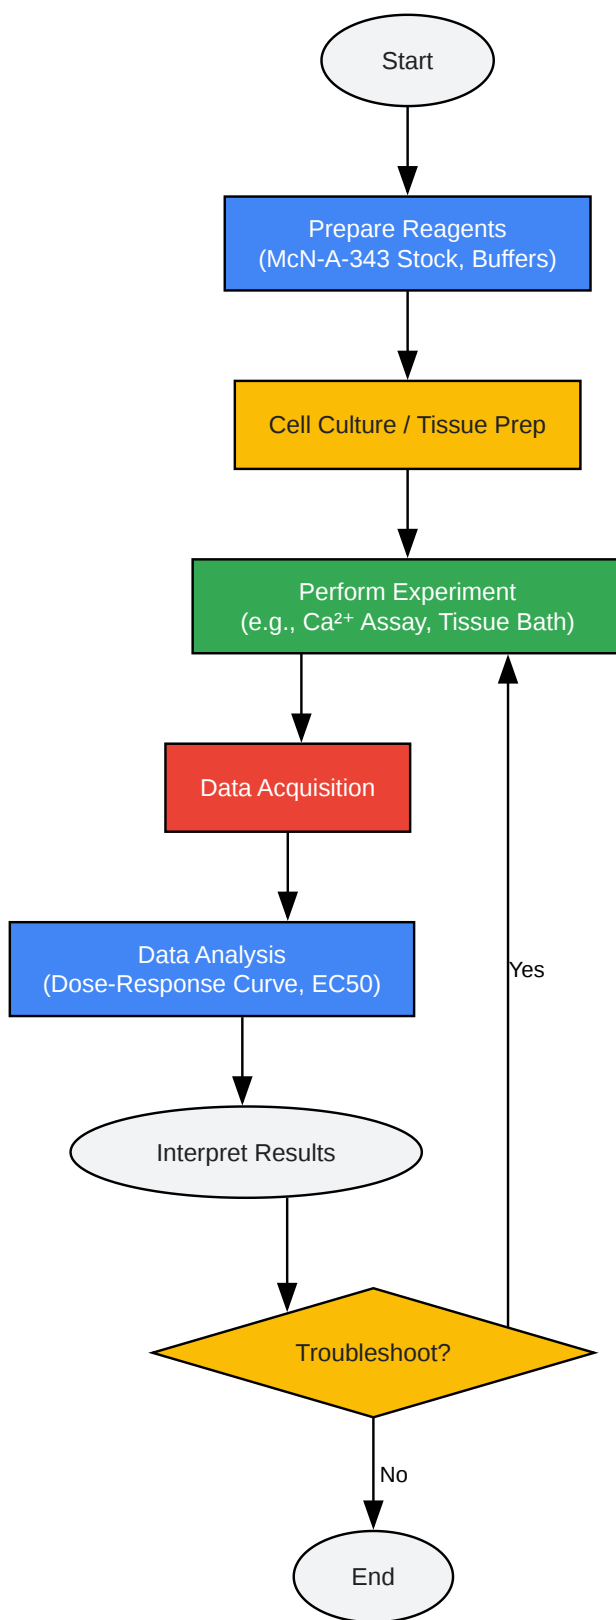 Start
Prepare Reagents
(McN-A-343 Stock, Buffers)
Cell Culture / Tissue Prep
Perform Experiment
(e.g., Ca²⁺ Assay, Tissue Bath)
Data Acquisition
Data Analysis
(Dose-Response Curve, EC50)
Yes
Interpret Results
Troubleshoot?
No
End